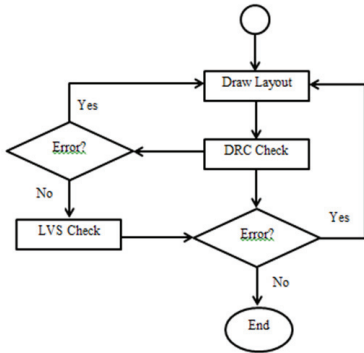 Draw Layout
Yes
Error?
DRC Check
No
LVS Check
Error?
Yes
No
End